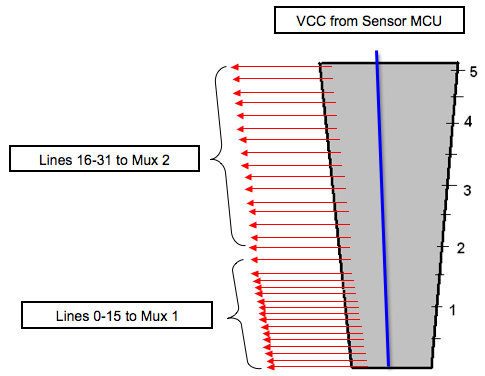 VCC from Sensor MCU
5
4
Lines 16-31 to Mux 2
3
2
Lines 0-15 to Mux 1
1